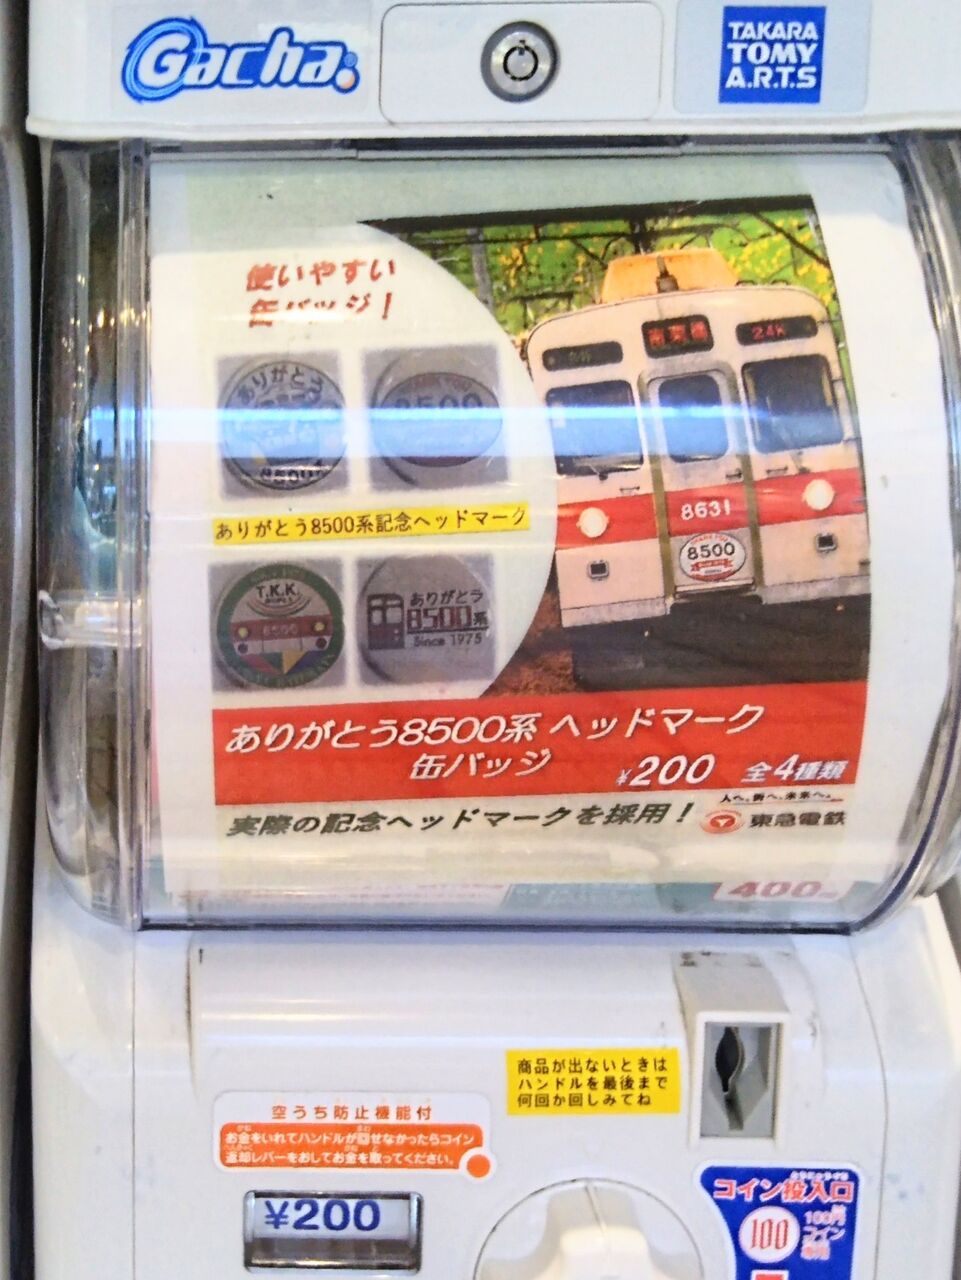 Gacha
TAKARA
TOMY
A.R.T.S
使いやすい
缶バッジ!
24K
8631
8500
ありがとう
8500
8500
ありがとう8500系記念ヘッドマーク
T.K.K.
8500
ありがとう
8500系
Since 1975
ありがとう8500系 ヘッドマーク
缶バッジ
¥200 全4種類
実際の記念ヘッドマークを採用!
人へ、街へ、未来へ。
東急電鉄
400
商品が出ないときは
ハンドルを最後まで
何回か回しみてね
空うち防止機能付
お金をいれてハンドルが回せなかったらコイン
返却レバーをおしてお金を取ってください。
¥200
コイン投入口
100
100円
コイン
専用